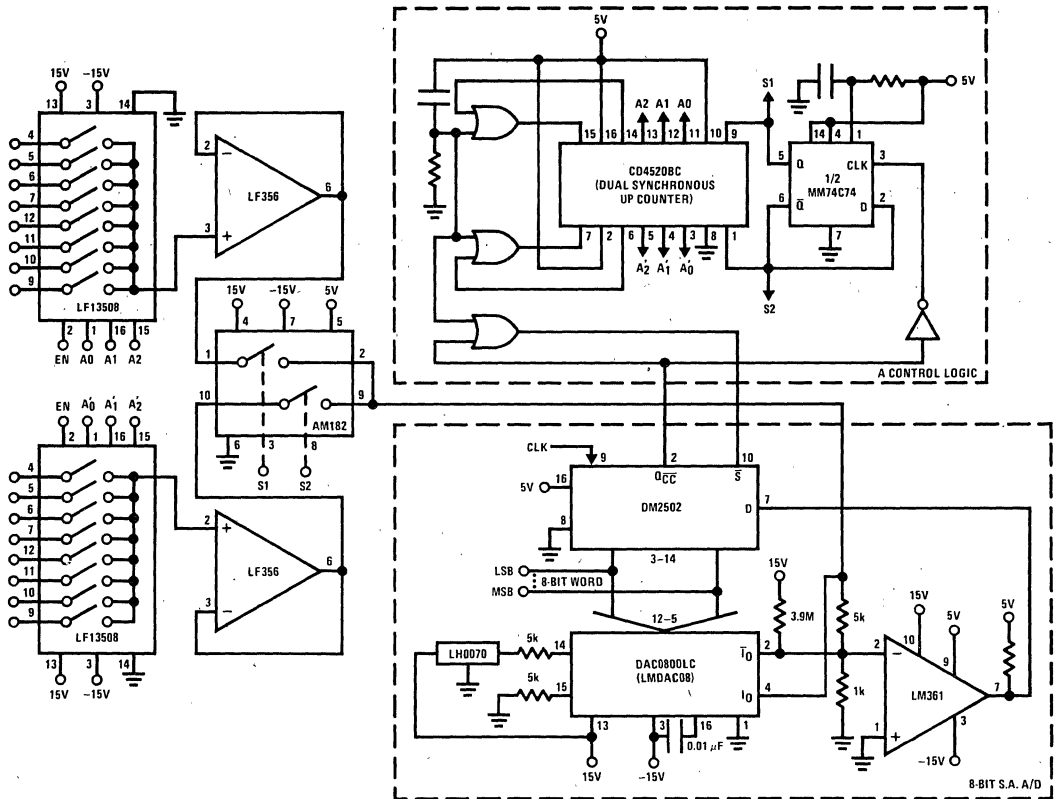 15V -15V
13 3 14
4
5
6
7
12
11
10
9
LF13508
2 1 16 15
EN A0 A1 A2
2
3
6
LF356
15V -15V 5V
4 7 5
1 2
10 9
AM182
6 3 8
S1 S2
EN A'0 A'1 A'2
2 1 16 15
4
5
6
7
12
11
10
9
LF13508
13 3 14
15V -15V
2
3
6
LF356
5V
A2 A1 A0
15 16 14 13 12 11 10 9
CD4520BC
(DUAL SYNCHRONOUS
UP COUNTER)
7 2 6 5 4 3 8 1
A'2 A'1 A'0
S1
S2
5V
14 4 1
5 Q CLK 3
1/2
MM74C74
6 Q̅ D 2
7
A CONTROL LOGIC
CLK
9 2 10
Q̅C̅C̅ S̅
5V 16
8
DM2502
D 7
3–14
LSB
8-BIT WORD
MSB
12–5
LH0070
5k 14
5k 15
DAC0800LC
(LMDAC08)
I̅0 2
I0 4
13 3 16 1
15V -15V 0.01 μF
15V
3.9M
5k
1k
15V 5V 5V
10 9
2
1
LM361
7
3
-15V
8-BIT S.A. A/D